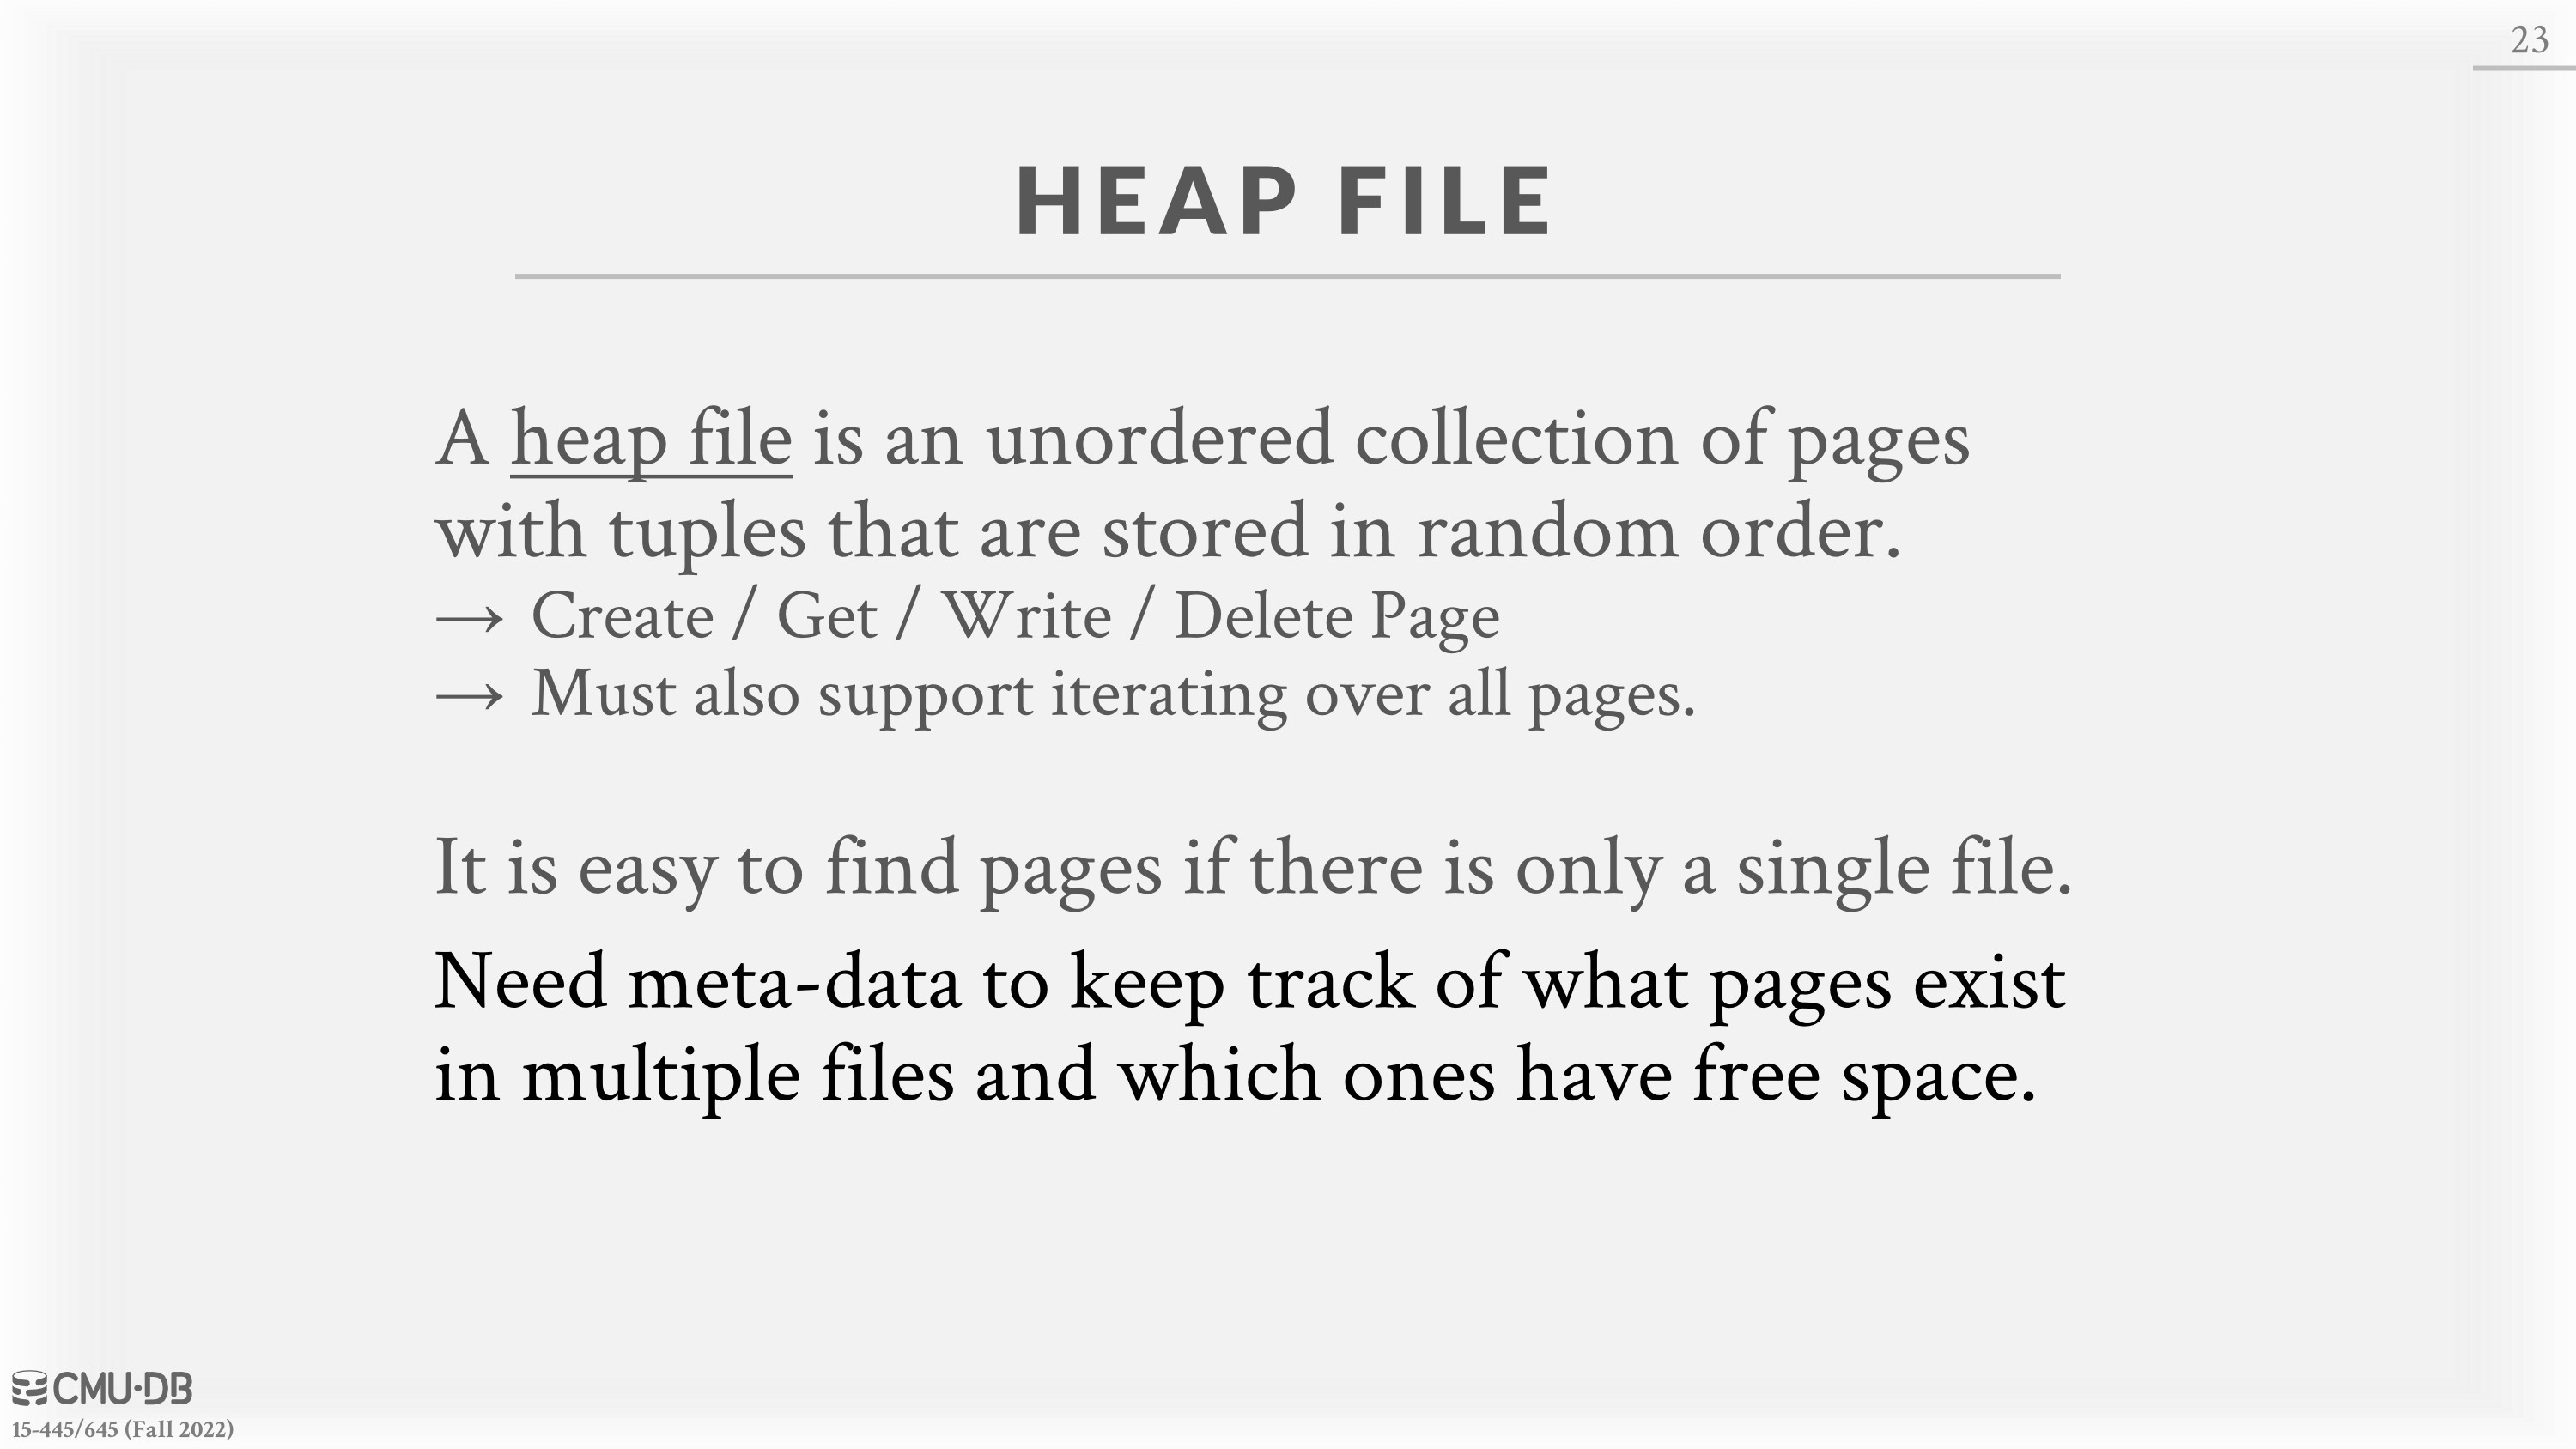 23
HEAP FILE
A heap file is an unordered collection of pages
with tuples that are stored in random order.
→ Create / Get / Write / Delete Page
→ Must also support iterating over all pages.
It is easy to find pages if there is only a single file.
Need meta-data to keep track of what pages exist
in multiple files and which ones have free space.
CMU·DB
15-445/645 (Fall 2022)